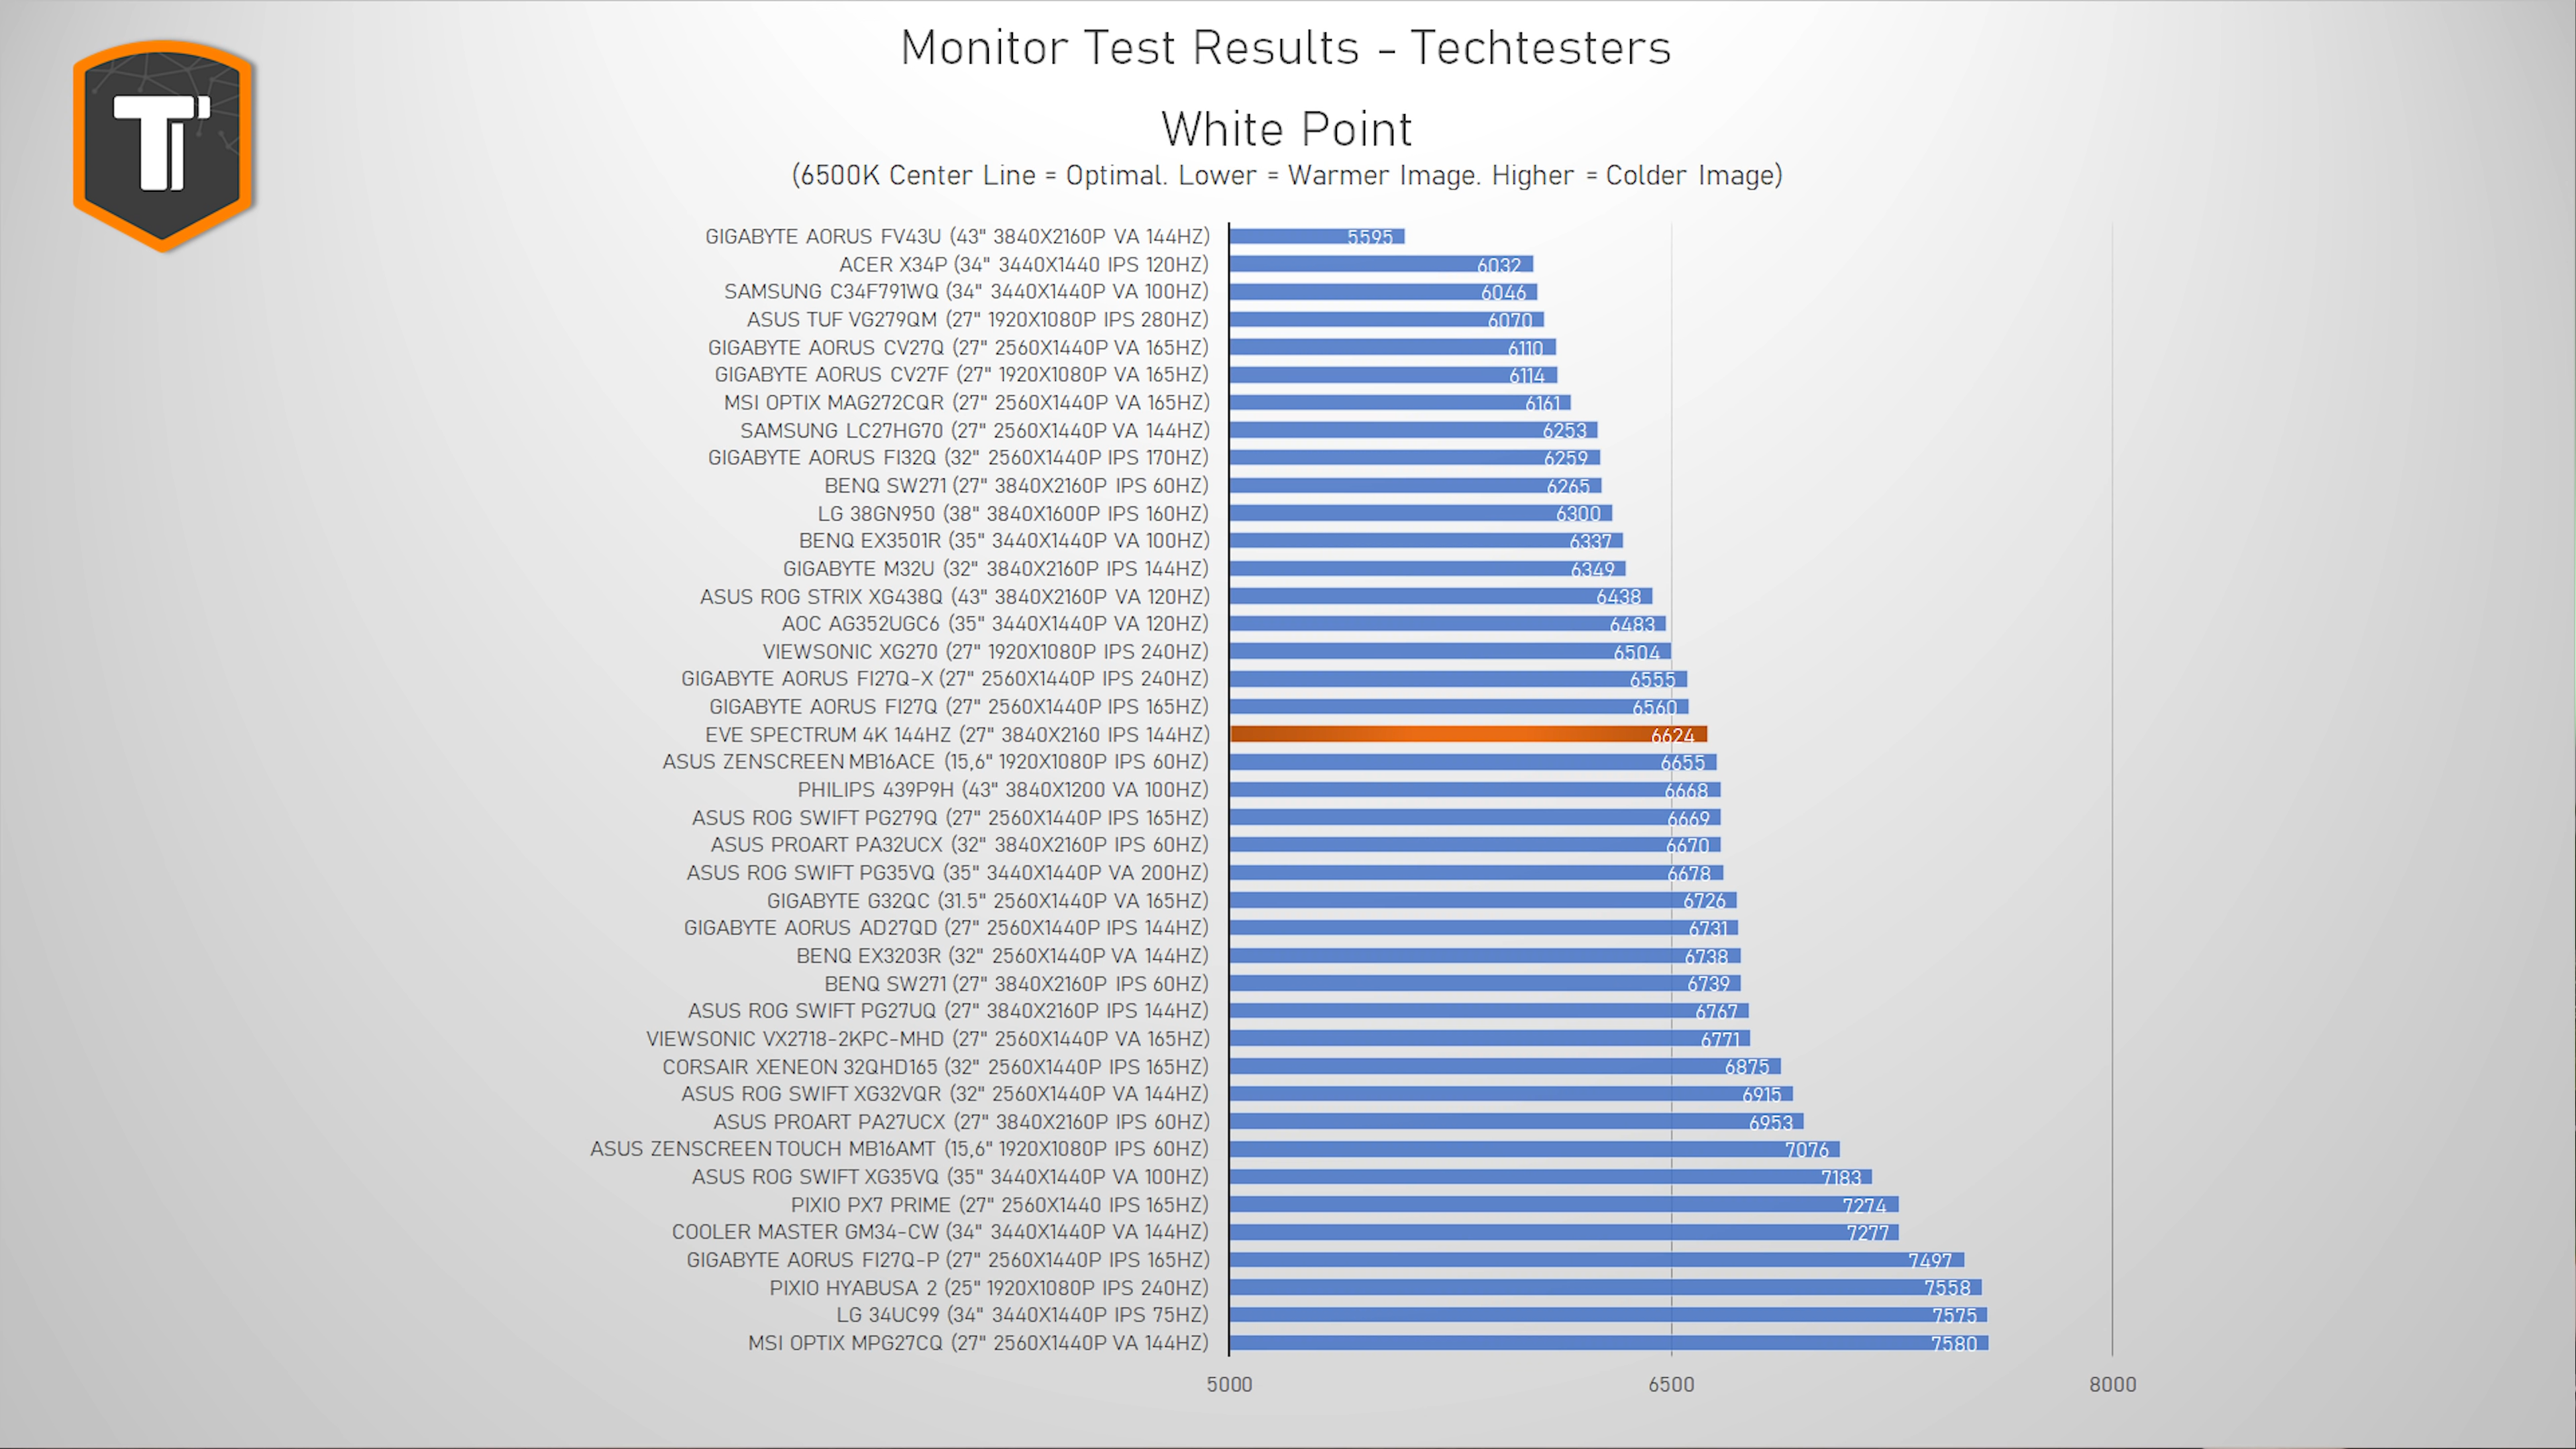 Monitor Test Results - Techtesters
White Point
(6500K Center Line = Optimal. Lower = Warmer Image. Higher = Colder Image)
GIGABYTE AORUS FV43U (43" 3840X2160P VA 144HZ) 5595
ACER X34P (34" 3440X1440 IPS 120HZ) 6032
SAMSUNG C34F791WQ (34" 3440X1440P VA 100HZ) 6046
ASUS TUF VG279QM (27" 1920X1080P IPS 280HZ) 6070
GIGABYTE AORUS CV27Q (27" 2560X1440P VA 165HZ) 6110
GIGABYTE AORUS CV27F (27" 1920X1080P VA 165HZ) 6114
MSI OPTIX MAG272CQR (27" 2560X1440P VA 165HZ) 6161
SAMSUNG LC27HG70 (27" 2560X1440P VA 144HZ) 6253
GIGABYTE AORUS FI32Q (32" 2560X1440P IPS 170HZ) 6259
BENQ SW271 (27" 3840X2160P IPS 60HZ) 6265
LG 38GN950 (38" 3840X1600P IPS 160HZ) 6300
BENQ EX3501R (35" 3440X1440P VA 100HZ) 6337
GIGABYTE M32U (32" 3840X2160P IPS 144HZ) 6349
ASUS ROG STRIX XG438Q (43" 3840X2160P VA 120HZ) 6438
AOC AG352UGC6 (35" 3440X1440P VA 120HZ) 6483
VIEWSONIC XG270 (27" 1920X1080P IPS 240HZ) 6504
GIGABYTE AORUS FI27Q-X (27" 2560X1440P IPS 240HZ) 6555
GIGABYTE AORUS FI27Q (27" 2560X1440P IPS 165HZ) 6560
EVE SPECTRUM 4K 144HZ (27" 3840X2160 IPS 144HZ) 6624
ASUS ZENSCREEN MB16ACE (15,6" 1920X1080P IPS 60HZ) 6655
PHILIPS 439P9H (43" 3840X1200 VA 100HZ) 6668
ASUS ROG SWIFT PG279Q (27" 2560X1440P IPS 165HZ) 6669
ASUS PROART PA32UCX (32" 3840X2160P IPS 60HZ) 6670
ASUS ROG SWIFT PG35VQ (35" 3440X1440P VA 200HZ) 6678
GIGABYTE G32QC (31.5" 2560X1440P VA 165HZ) 6726
GIGABYTE AORUS AD27QD (27" 2560X1440P IPS 144HZ) 6731
BENQ EX3203R (32" 2560X1440P VA 144HZ) 6738
BENQ SW271 (27" 3840X2160P IPS 60HZ) 6739
ASUS ROG SWIFT PG27UQ (27" 3840X2160P IPS 144HZ) 6767
VIEWSONIC VX2718-2KPC-MHD (27" 2560X1440P VA 165HZ) 6771
CORSAIR XENEON 32QHD165 (32" 2560X1440P IPS 165HZ) 6875
ASUS ROG SWIFT XG32VQR (32" 2560X1440P VA 144HZ) 6915
ASUS PROART PA27UCX (27" 3840X2160P IPS 60HZ) 6953
ASUS ZENSCREEN TOUCH MB16AMT (15,6" 1920X1080P IPS 60HZ) 7076
ASUS ROG SWIFT XG35VQ (35" 3440X1440P VA 100HZ) 7183
PIXIO PX7 PRIME (27" 2560X1440 IPS 165HZ) 7274
COOLER MASTER GM34-CW (34" 3440X1440P VA 144HZ) 7277
GIGABYTE AORUS FI27Q-P (27" 2560X1440P IPS 165HZ) 7497
PIXIO HYABUSA 2 (25" 1920X1080P IPS 240HZ) 7558
LG 34UC99 (34" 3440X1440P IPS 75HZ) 7575
MSI OPTIX MPG27CQ (27" 2560X1440P VA 144HZ) 7580
5000 6500 8000